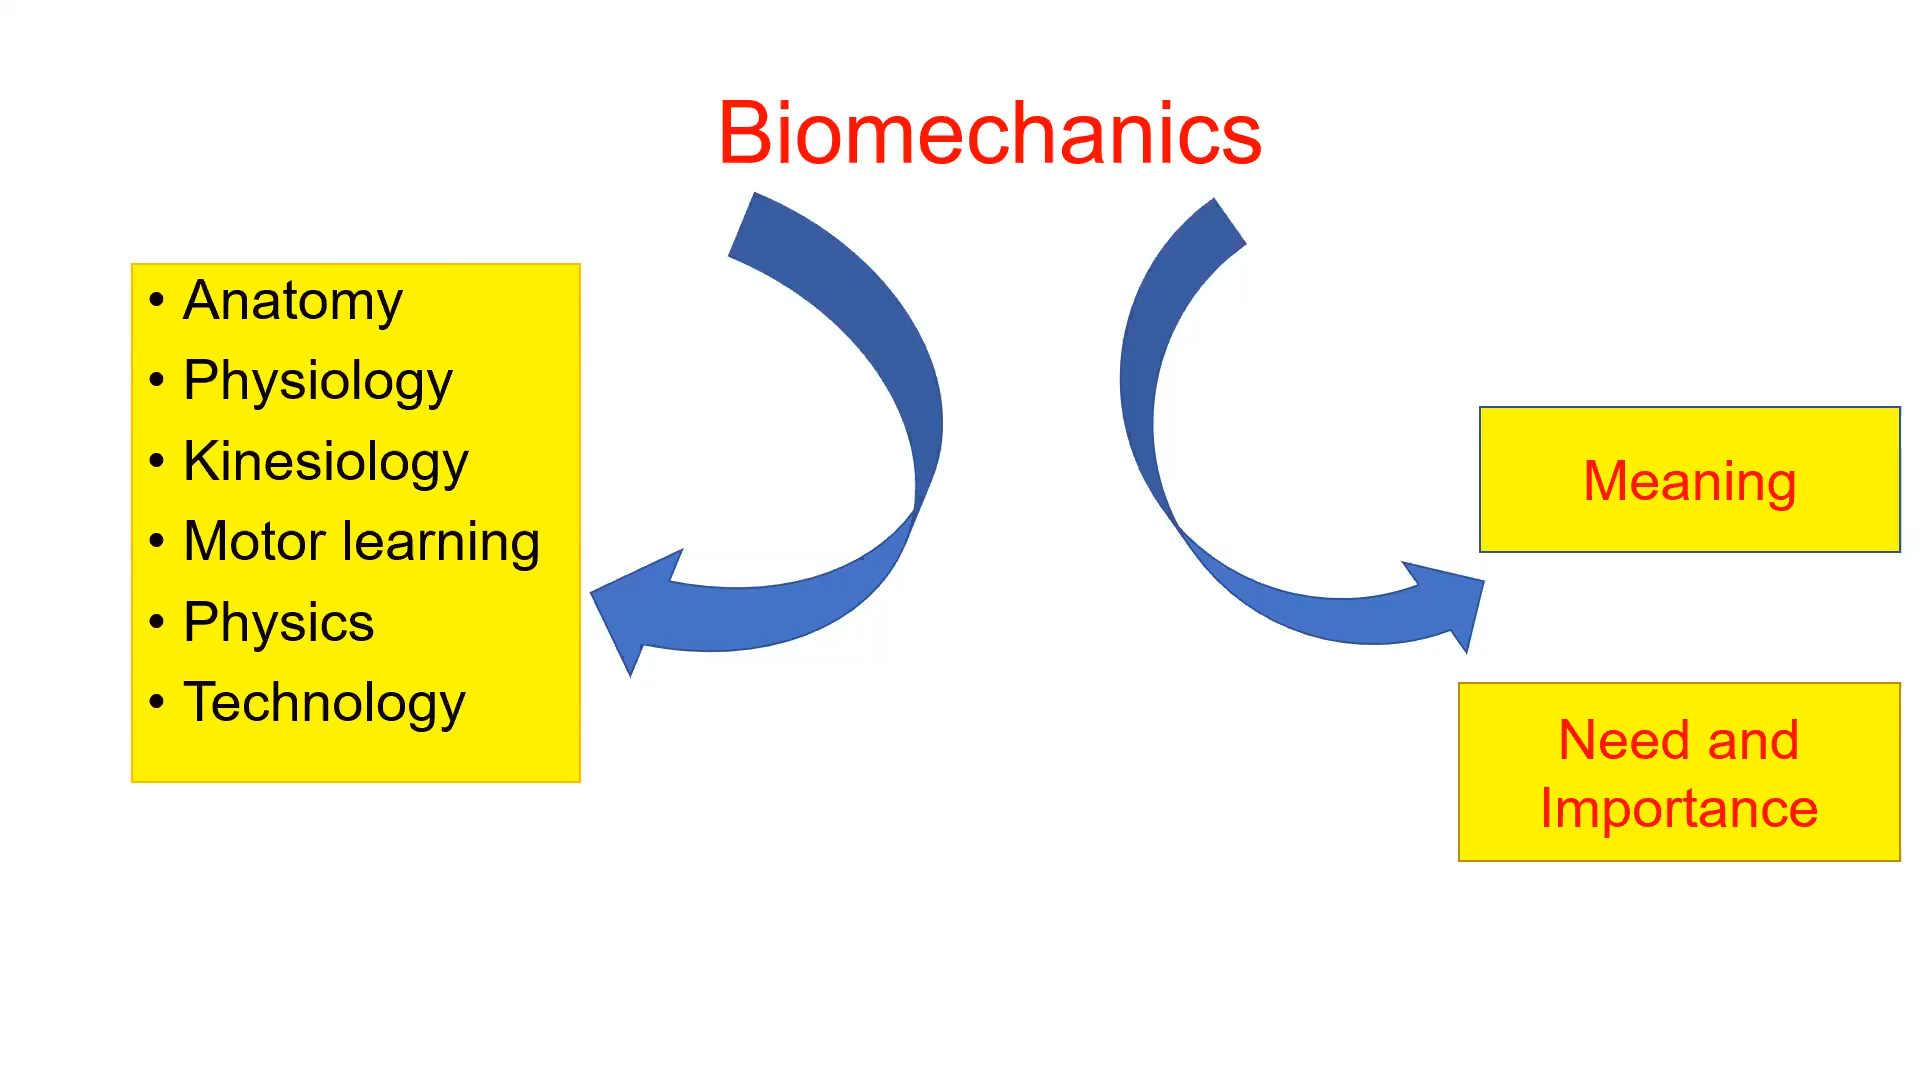 Biomechanics
• Anatomy
• Physiology
• Kinesiology
• Motor learning
• Physics
• Technology
Meaning
Need and
Importance